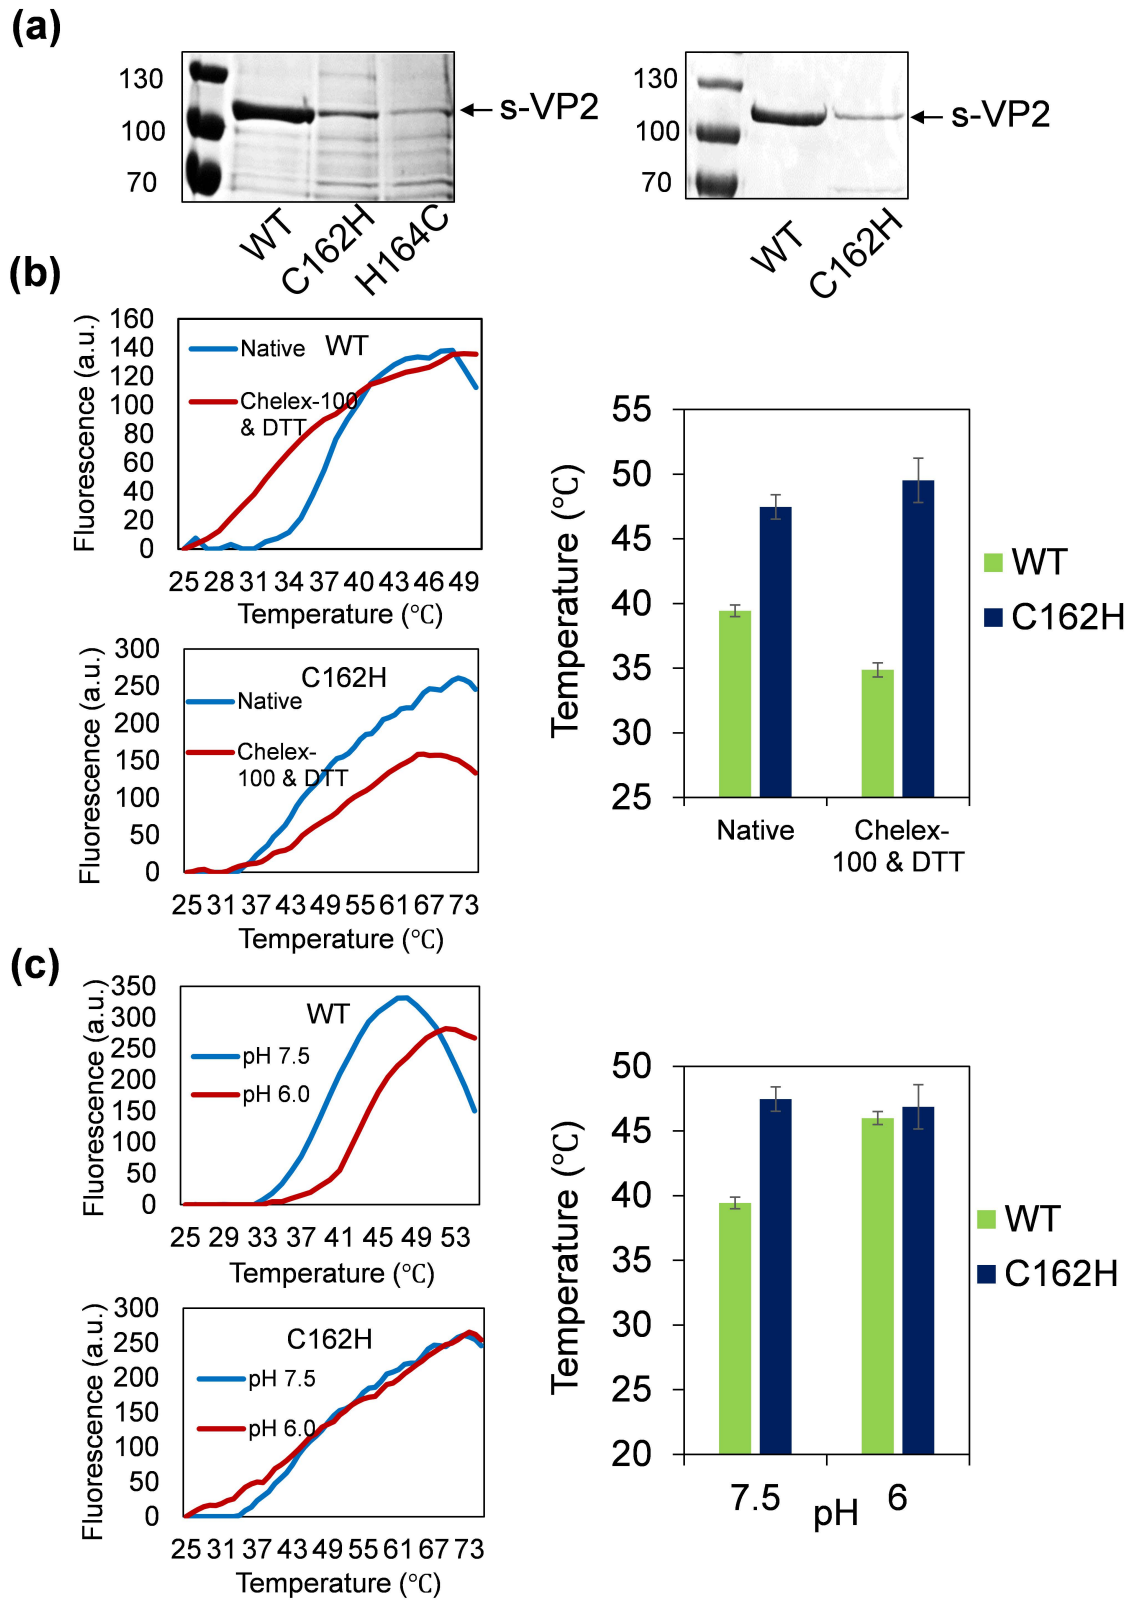 (a)
130
100
70
s-VP2
WT
C162H
H164C
130
100
70
s-VP2
WT
C162H
(b)
Fluorescence (a.u.)
160
140
120
100
80
60
40
20
0
Native
WT
Chelex-100
& DTT
25 28 31 34 37 40 43 46 49
Temperature (°C)
Fluorescence (a.u.)
300
250
200
150
100
50
0
C162H
Native
Chelex-
100 & DTT
25 31 37 43 49 55 61 67 73
Temperature (°C)
Temperature (°C)
55
50
45
40
35
30
25
Native
Chelex-
100 & DTT
WT
C162H
(c)
Fluorescence (a.u.)
350
300
250
200
150
100
50
0
WT
pH 7.5
pH 6.0
25 29 33 37 41 45 49 53
Temperature (°C)
Fluorescence (a.u.)
300
250
200
150
100
50
0
C162H
pH 7.5
pH 6.0
25 31 37 43 49 55 61 67 73
Temperature (°C)
Temperature (°C)
50
45
40
35
30
25
20
7.5 pH 6
WT
C162H